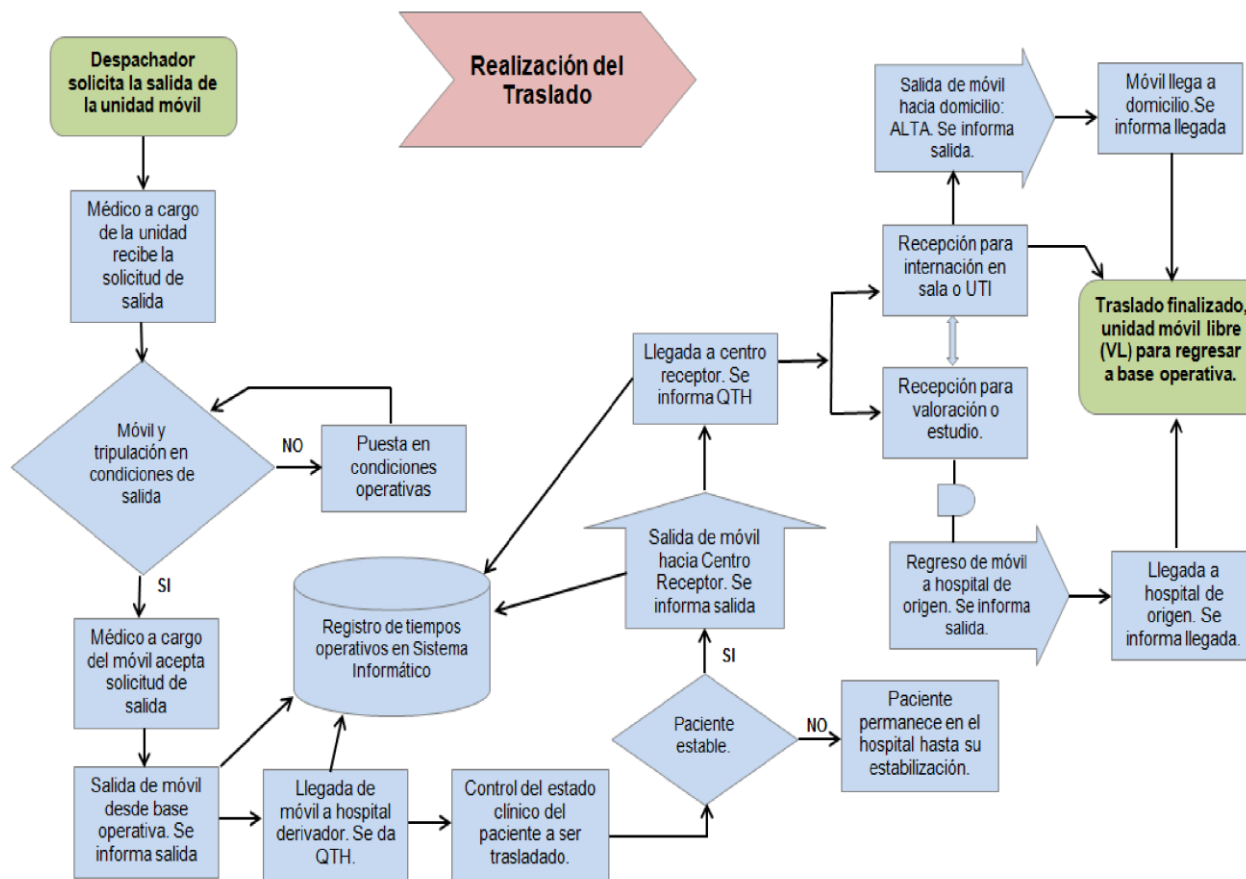 Despachador
solicita la salida de
la unidad móvil
Realización del
Traslado
Salida de móvil
hacia domicilio:
ALTA. Se informa
salida.
Móvil llega a
domicilio.Se
informa llegada
Médico a cargo
de la unidad
recibe la
solicitud de
salida
Recepción para
internación en
sala o UTI
Traslado finalizado,
unidad móvil libre
(VL) para regresar
a base operativa.
Llegada a centro
receptor. Se
informa QTH
Recepción para
valoración o
estudio.
Móvil y
tripulación en
condiciones de
salida
NO
Puesta en
condiciones
operativas
SI
Salida de móvil
hacia Centro
Receptor. Se
informa salida
Regreso de móvil
a hospital de
origen. Se informa
salida.
Llegada a
hospital de
origen. Se
informa llegada.
Registro de tiempos
operativos en Sistema
Informático
Médico a cargo
del móvil acepta
solicitud de
salida
SI
Paciente
estable.
NO
Paciente
permanece en el
hospital hasta su
estabilización.
Salida de móvil
desde base
operativa. Se
informa salida
Llegada de
móvil a hospital
derivador. Se da
QTH.
Control del estado
clínico del
paciente a ser
trasladado.